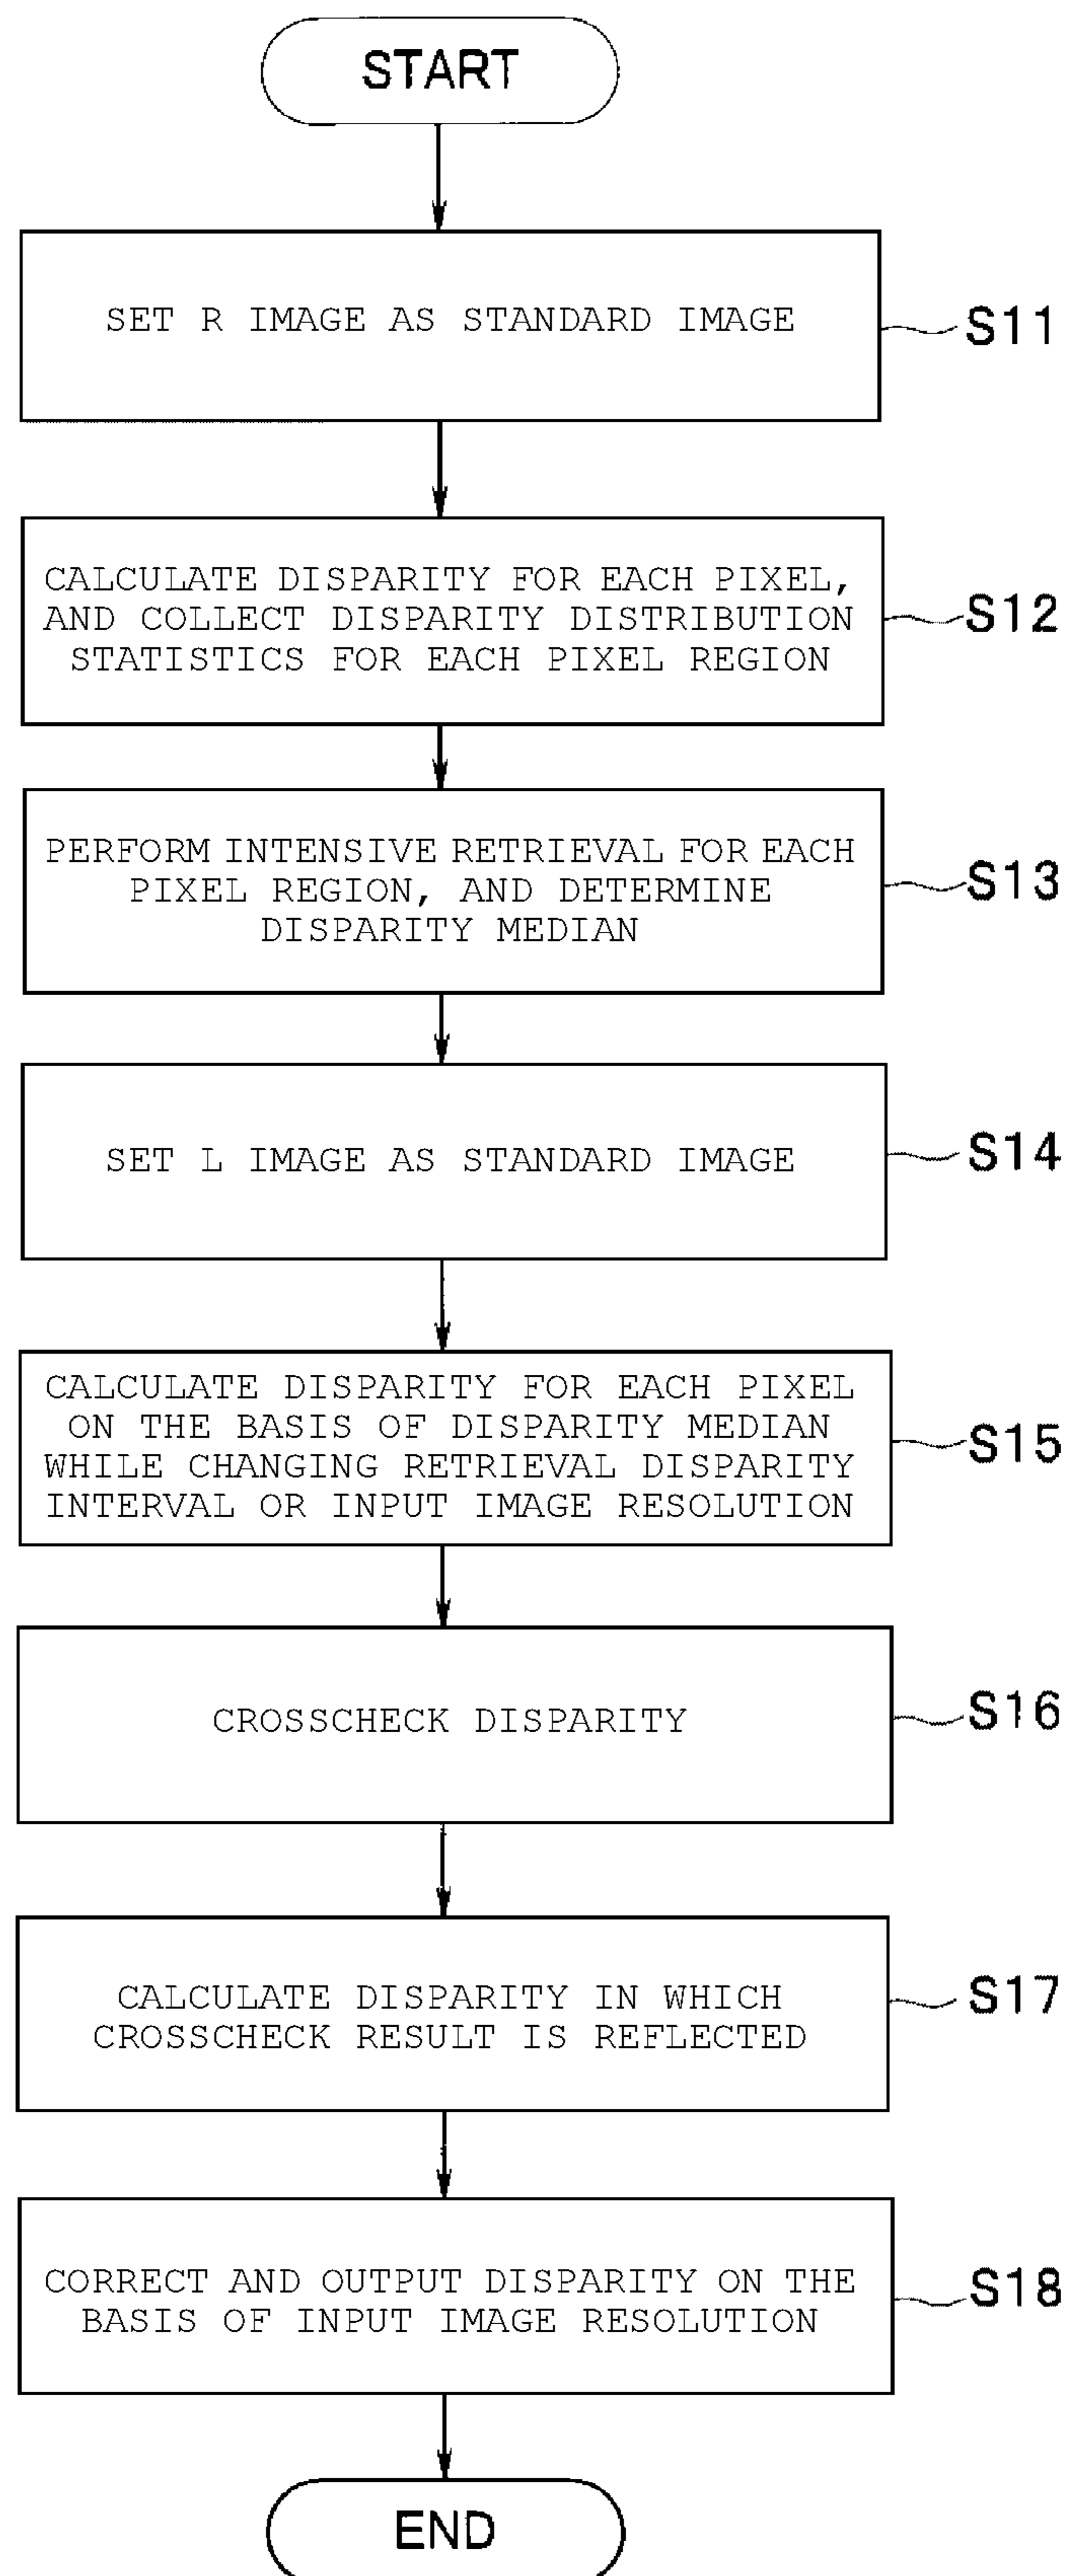 START
SET R IMAGE AS STANDARD IMAGE
S11
CALCULATE DISPARITY FOR EACH PIXEL,
AND COLLECT DISPARITY DISTRIBUTION
STATISTICS FOR EACH PIXEL REGION
S12
PERFORM INTENSIVE RETRIEVAL FOR EACH
PIXEL REGION, AND DETERMINE
DISPARITY MEDIAN
S13
SET L IMAGE AS STANDARD IMAGE
S14
CALCULATE DISPARITY FOR EACH PIXEL
ON THE BASIS OF DISPARITY MEDIAN
WHILE CHANGING RETRIEVAL DISPARITY
INTERVAL OR INPUT IMAGE RESOLUTION
S15
CROSSCHECK DISPARITY
S16
CALCULATE DISPARITY IN WHICH
CROSSCHECK RESULT IS REFLECTED
S17
CORRECT AND OUTPUT DISPARITY ON THE
BASIS OF INPUT IMAGE RESOLUTION
S18
END